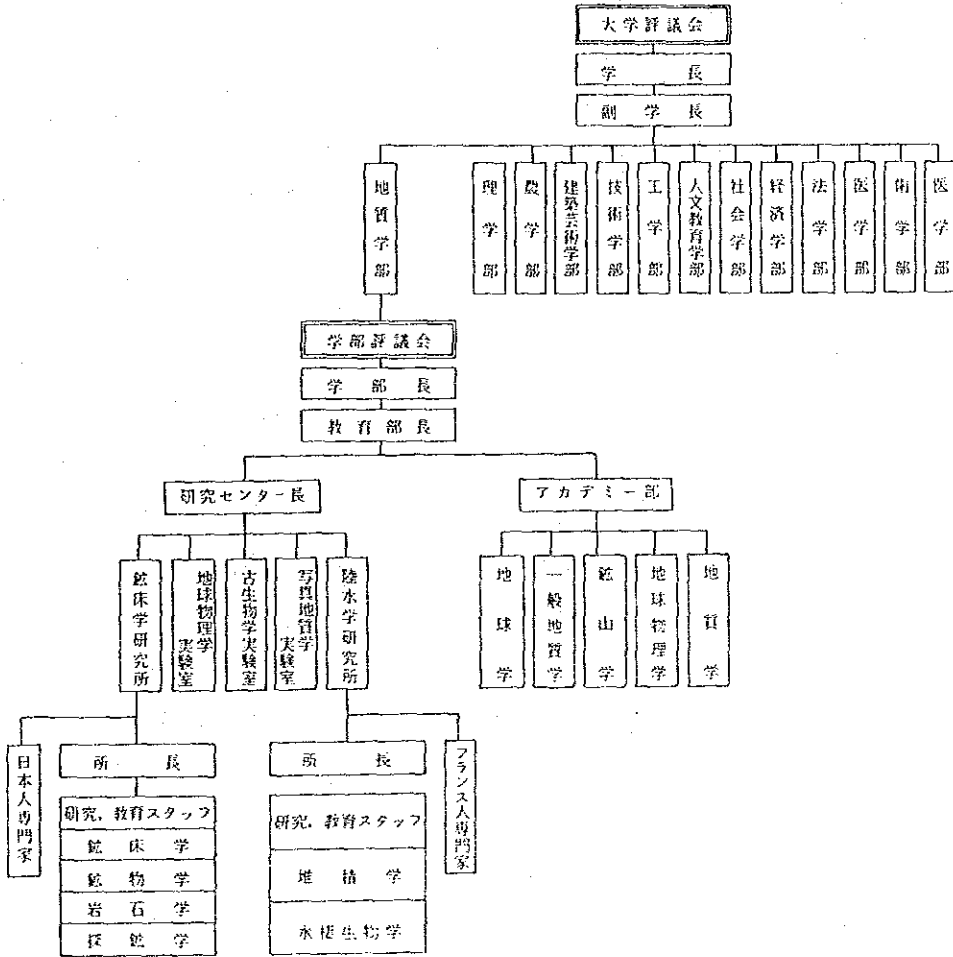 大学評議会
学長
副学長
地質学部
理学部
農学部
建築芸術学部
技術学部
工学部
人文教育学部
社会学部
経済学部
法学部
医学部
術学部
医学部
学部評議会
学部長
教育部長
研究センター長
アカデミー部
鉱床学研究所
地球物理学
実験室
古生物学実験室
写真地質学
実験室
陸水学研究所
地球学
一般地質学
鉱山学
地球物理学
地質学
日本人専門家
所長
研究,教育スタッフ
鉱床学
鉱物学
岩石学
探鉱学
所長
研究,教育スタッフ
堆積学
水棲生物学
フランス人専門家